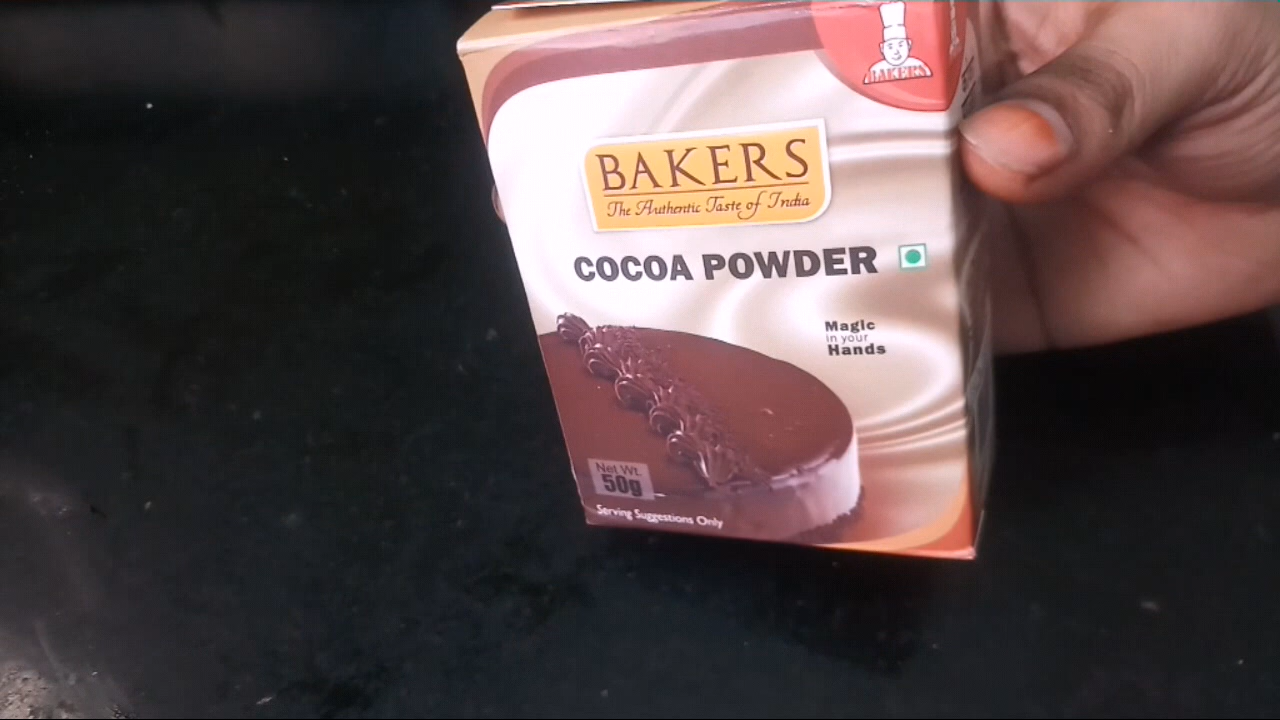 BAKERS
BAKERS
The Authentic Taste of India
COCOA POWDER
Magic
in your
Hands
Net Wt.
50g
Serving Suggestions Only